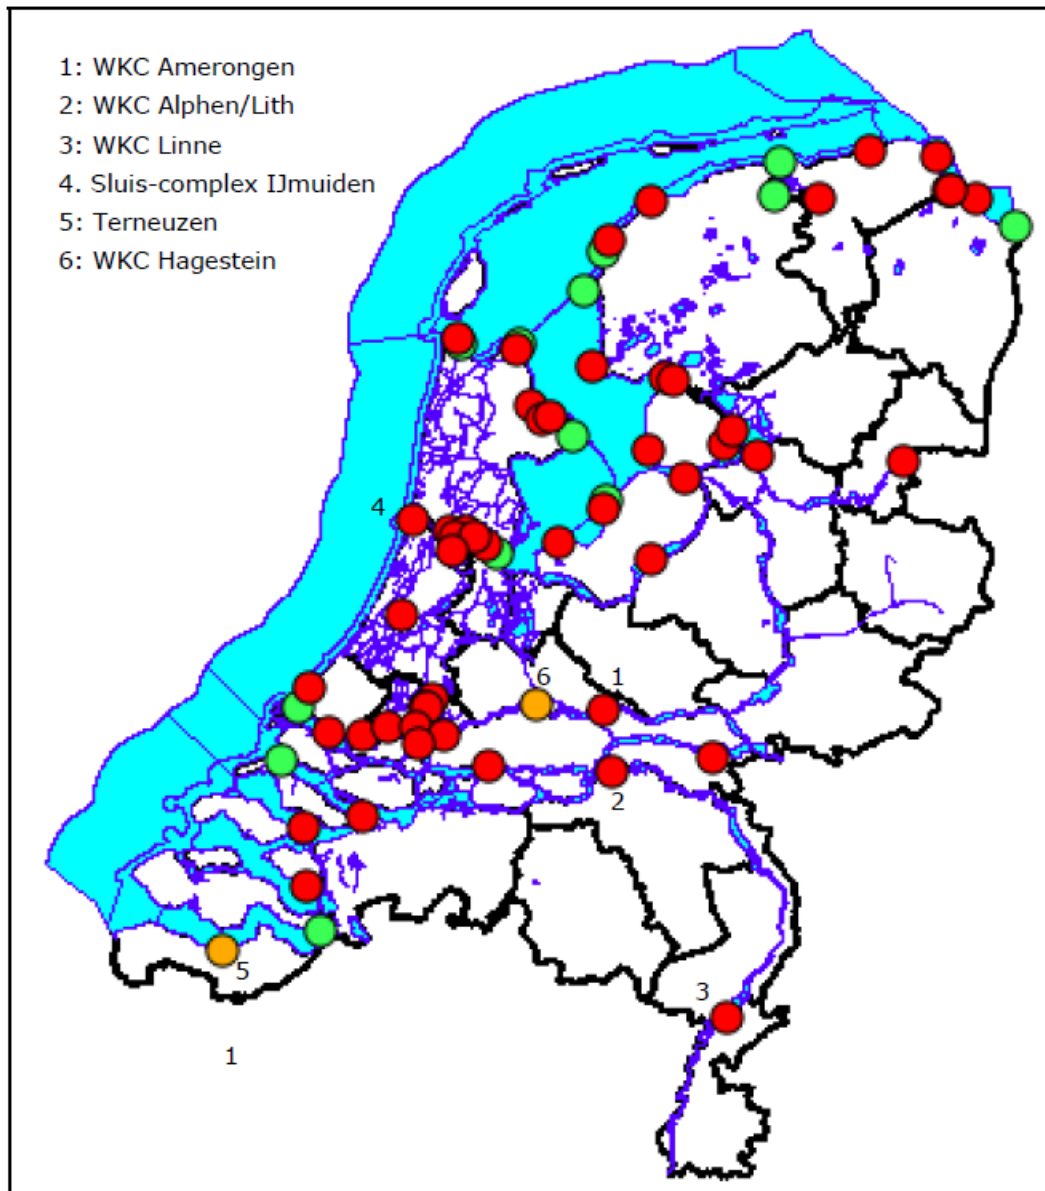 1: WKC Amerongen
2: WKC Alphen/Lith
3: WKC Linne
4. Sluis-complex IJmuiden
5: Terneuzen
6: WKC Hagestein
4
6
1
2
5
3
1